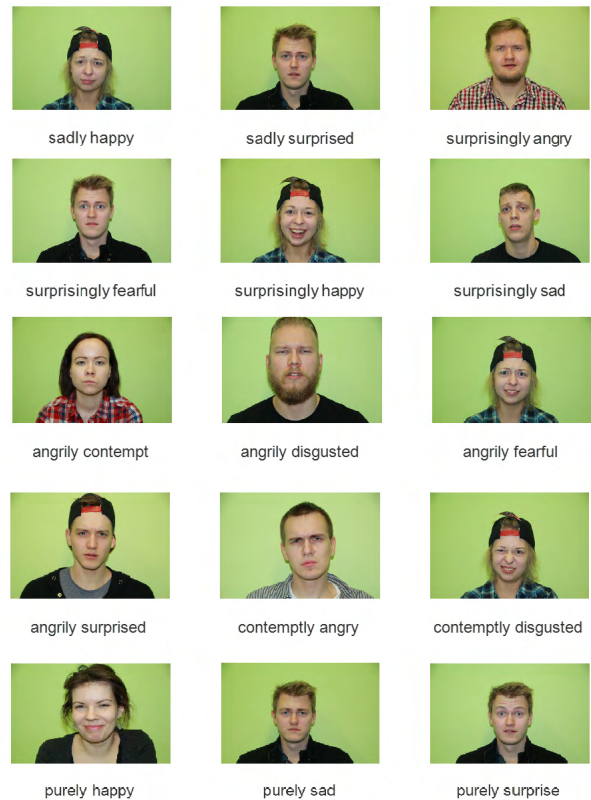 sadly happy
sadly surprised
surprisingly angry
surprisingly fearful
surprisingly happy
surprisingly sad
angrily contempt
angrily disgusted
angrily fearful
angrily surprised
contemptly angry
contemptly disgusted
purely happy
purely sad
purely surprise